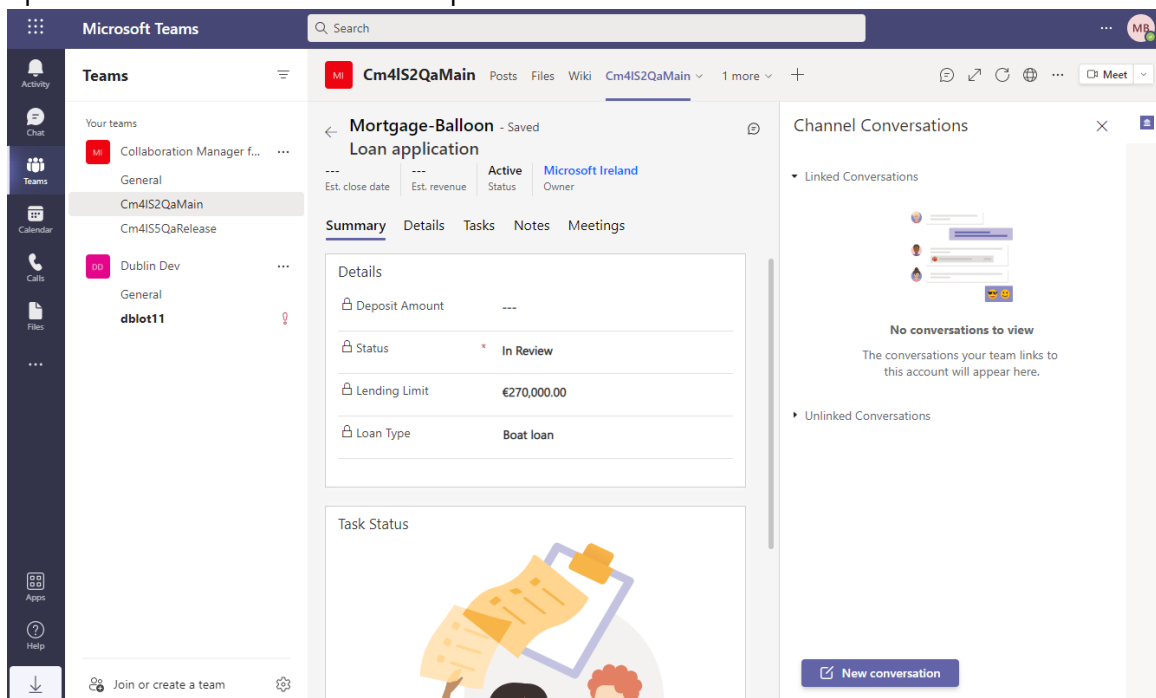 Microsoft Teams
Search
MB
Activity
Chat
Teams
Calendar
Calls
Files
Apps
Help
Teams
Your teams
MI Collaboration Manager f...
General
Cm4IS2QaMain
Cm4IS5QaRelease
DD Dublin Dev
General
dblot11
Join or create a team
MI Cm4IS2QaMain Posts Files Wiki Cm4IS2QaMain 1 more
Meet
Mortgage-Balloon - Saved
Loan application
--- --- Active Microsoft Ireland
Est. close date Est. revenue Status Owner
Summary Details Tasks Notes Meetings
Details
Deposit Amount ---
Status * In Review
Lending Limit €270,000.00
Loan Type Boat loan
Task Status
Channel Conversations
Linked Conversations
No conversations to view
The conversations your team links to
this account will appear here.
Unlinked Conversations
New conversation